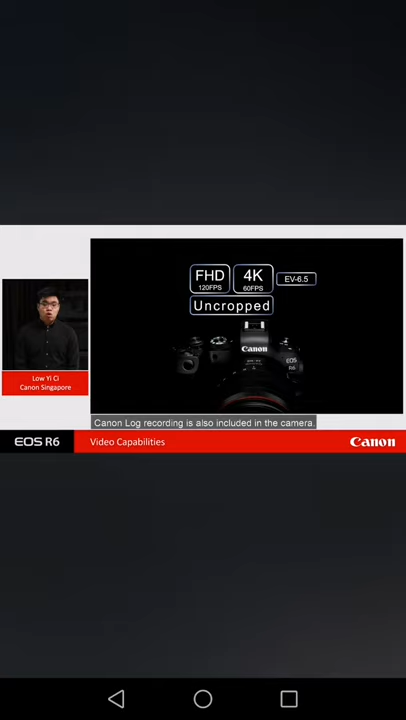 FHD
120FPS
4K
60FPS
EV-6.5
Uncropped
Canon
EOS
R6
Low Yi Ci
Canon Singapore
Canon Log recording is also included in the camera.
EOS R6
Video Capabilities
Canon